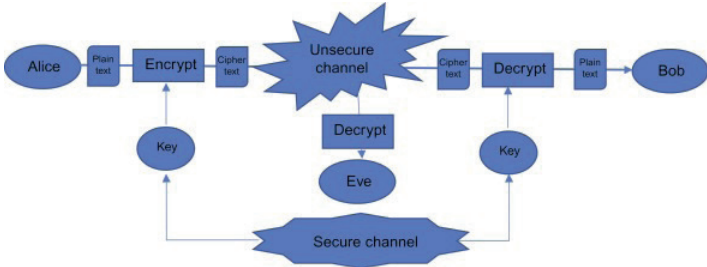 Alice
Plain
text
Encrypt
Cipher
text
Unsecure
channel
Cipher
text
Decrypt
Plain
text
Bob
Decrypt
Key
Key
Eve
Secure channel